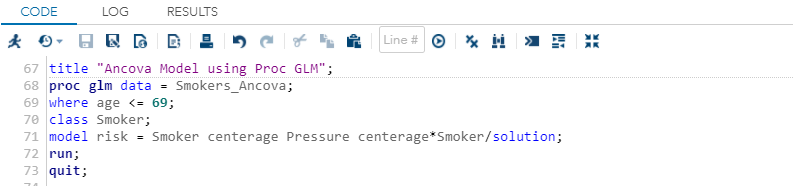 CODE LOG RESULTS
Line #
67 title "Ancova Model using Proc GLM";
68 proc glm data = Smokers_Ancova;
69 where age <= 69;
70 class Smoker;
71 model risk = Smoker centerage Pressure centerage*Smoker/solution;
72 run;
73 quit;